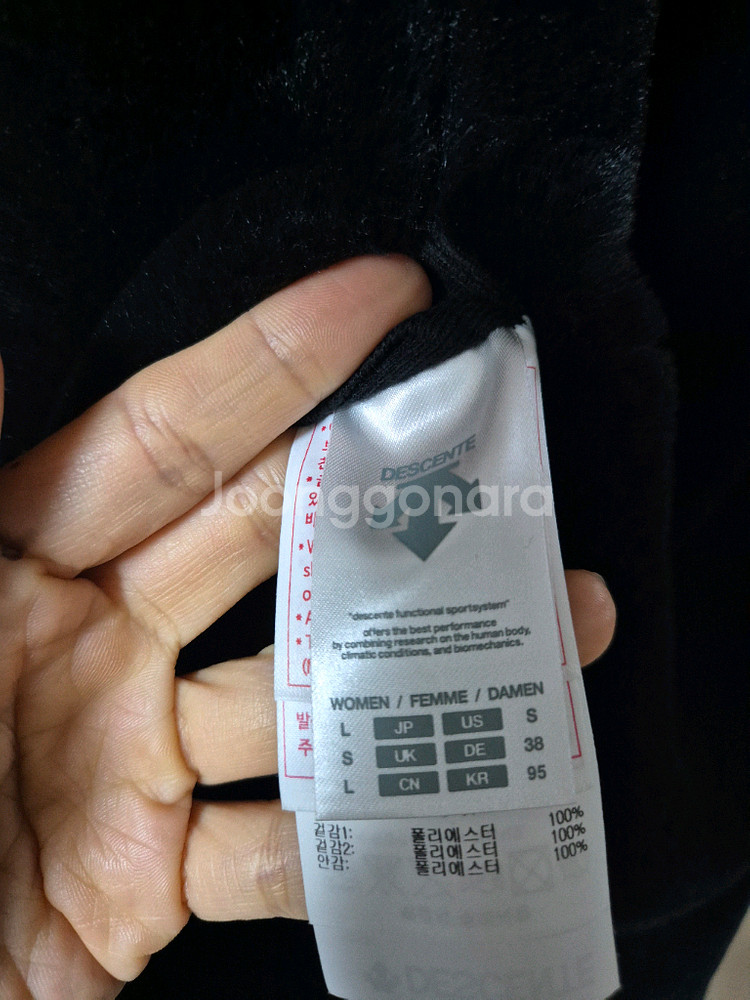 DESCENTE
Joonggonara
"descente functional sportsystem"
offers the best performance
by combining research on the human body,
climatic conditions, and biomechanics.
WOMEN / FEMME / DAMEN
L JP US S
S UK DE 38
L CN KR 95
발
주
겉감1: 폴리에스터 100%
겉감2: 폴리에스터 100%
안감: 폴리에스터 100%
DESCENTE